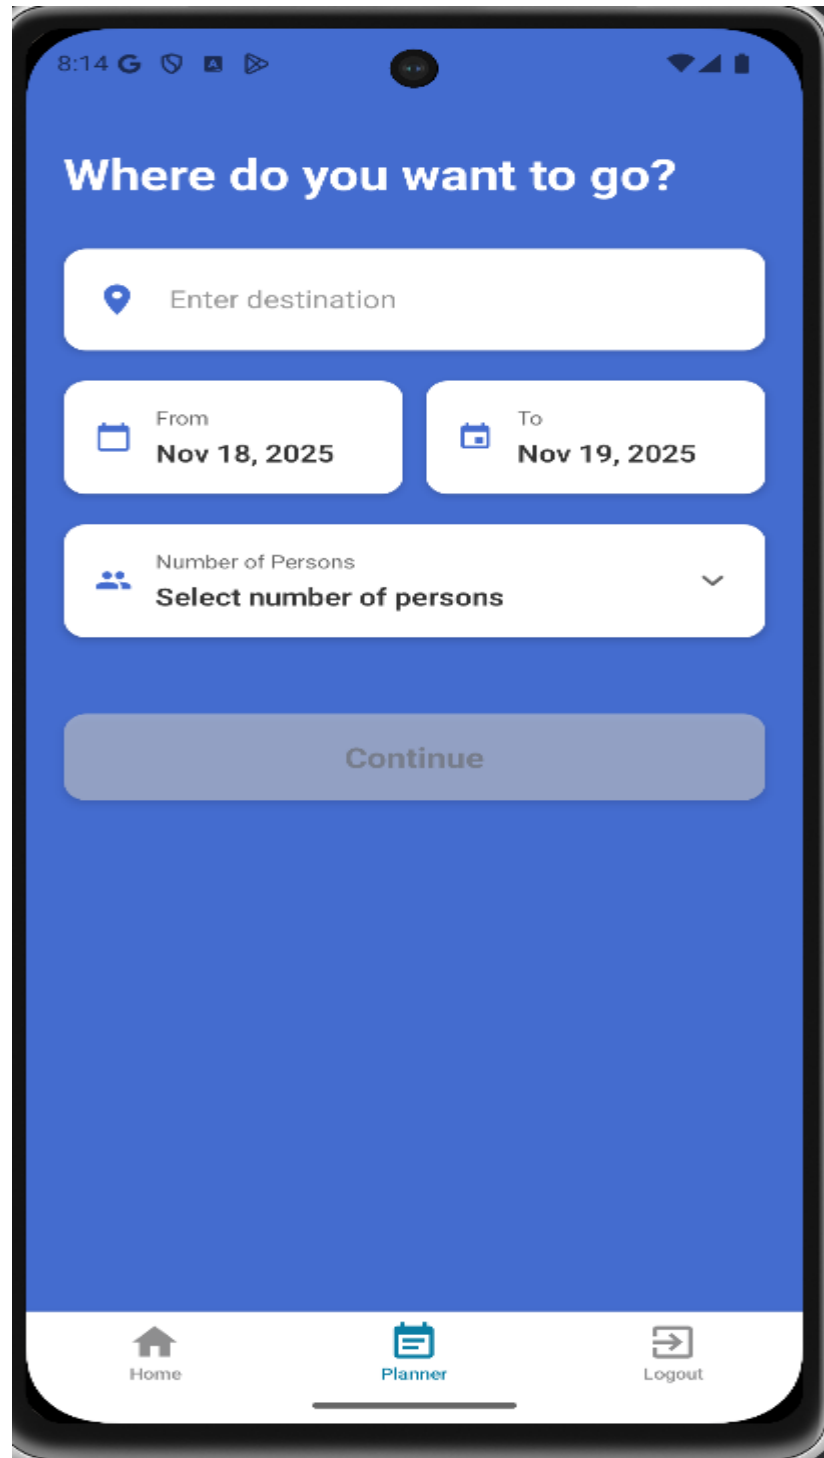 8:14
Where do you want to go?
Enter destination
From
Nov 18, 2025
To
Nov 19, 2025
Number of Persons
Select number of persons
Continue
Home
Planner
Logout